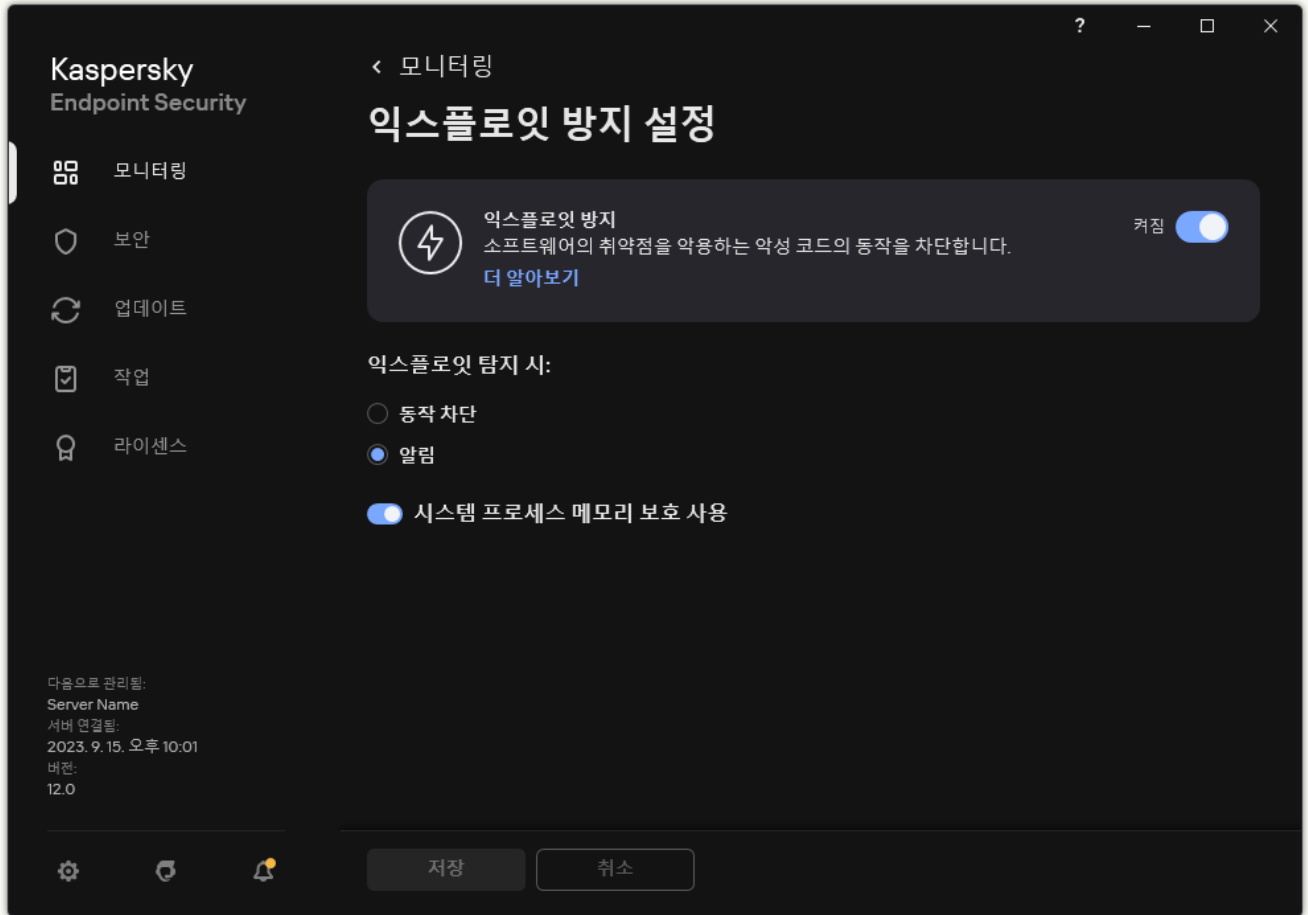 ?
Kaspersky
Endpoint Security
모니터링
보안
업데이트
작업
라이센스
다음으로 관리됨:
Server Name
서버 연결됨:
2023. 9. 15. 오후 10:01
버전:
12.0
모니터링
익스플로잇 방지 설정
익스플로잇 방지
소프트웨어의 취약점을 악용하는 악성 코드의 동작을 차단합니다.
더 알아보기
켜짐
익스플로잇 탐지 시:
동작 차단
알림
시스템 프로세스 메모리 보호 사용
저장
취소